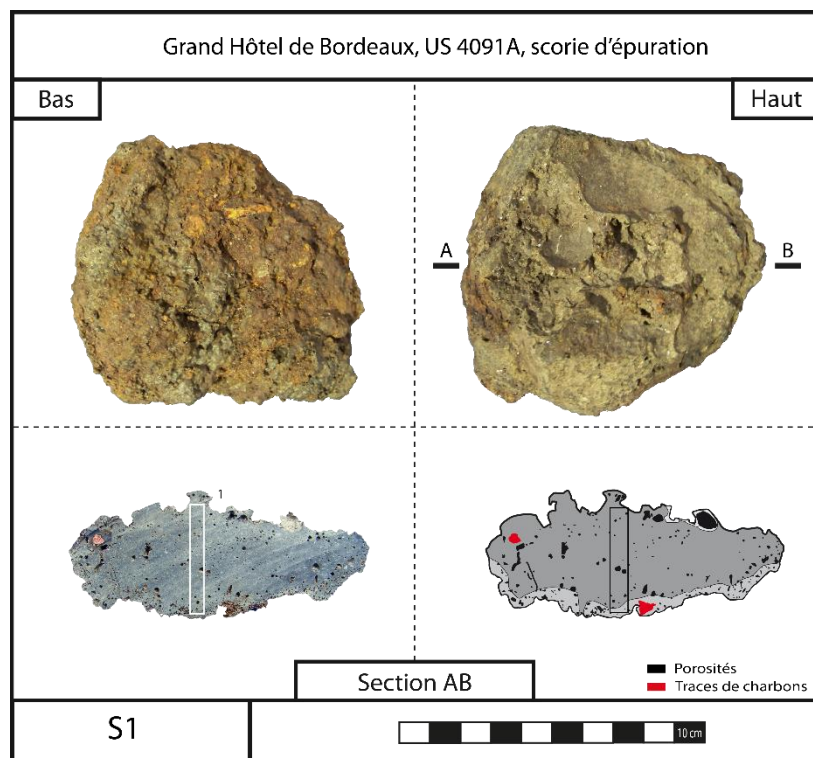 Grand Hôtel de Bordeaux, US 4091A, scorie d'épuration
Bas
Haut
A
B
1
Section AB
Porosités
Traces de charbons
S1
10 cm